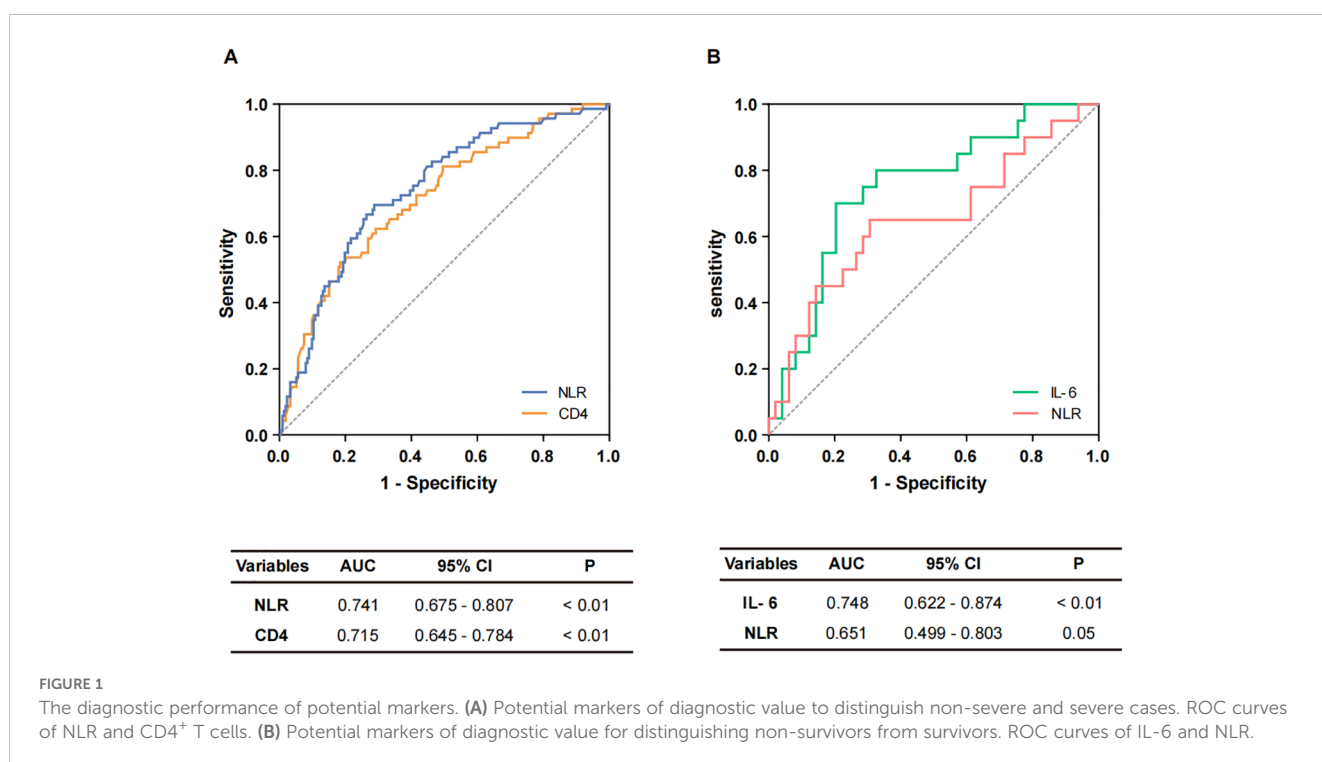 A
1.0
0.8
0.6
0.4
0.2
0.0
Sensitivity
NLR
CD4
0.0 0.2 0.4 0.6 0.8 1.0
1 - Specificity
Variables AUC 95% CI P
NLR 0.741 0.675 - 0.807 < 0.01
CD4 0.715 0.645 - 0.784 < 0.01
B
1.0
0.8
0.6
0.4
0.2
0.0
sensitivity
IL-6
NLR
0.0 0.2 0.4 0.6 0.8 1.0
1 - Specificity
Variables AUC 95% CI P
IL-6 0.748 0.622 - 0.874 < 0.01
NLR 0.651 0.499 - 0.803 0.05
FIGURE 1
The diagnostic performance of potential markers. (A) Potential markers of diagnostic value to distinguish non-severe and severe cases. ROC curves
of NLR and CD4⁺ T cells. (B) Potential markers of diagnostic value for distinguishing non-survivors from survivors. ROC curves of IL-6 and NLR.